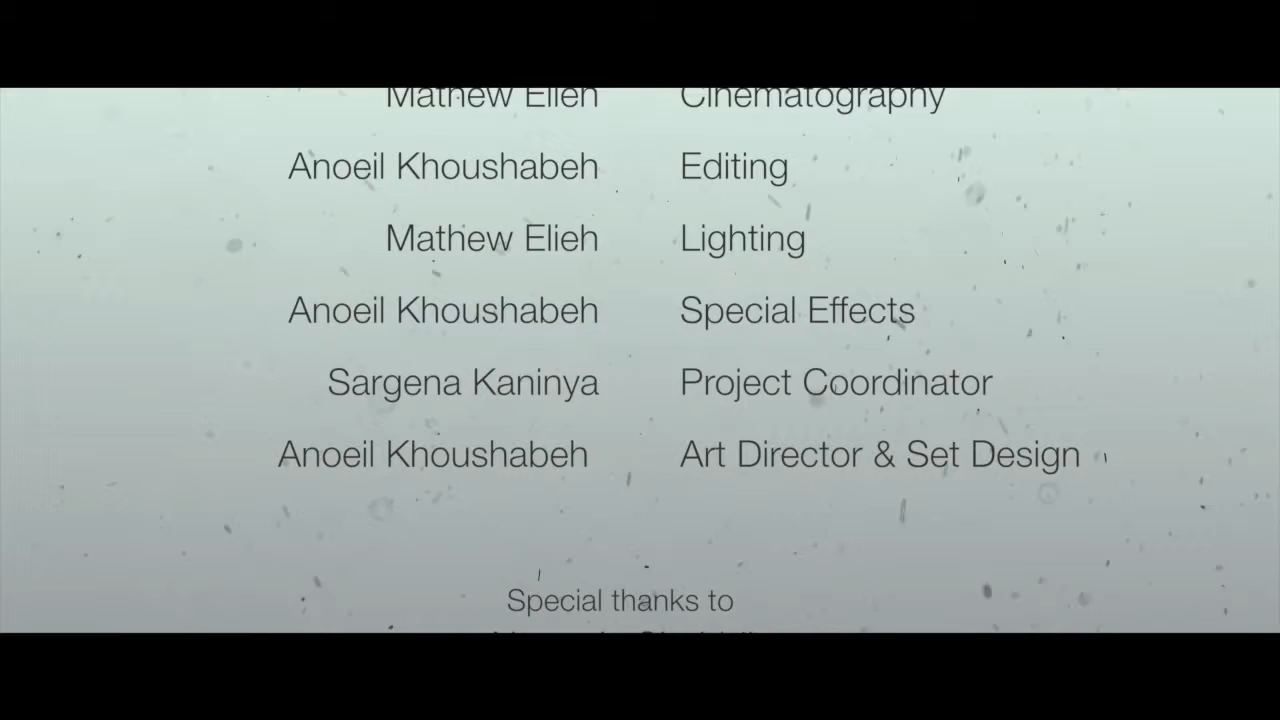 Mathew Elieh Cinematography
Anoeil Khoushabeh Editing
Mathew Elieh Lighting
Anoeil Khoushabeh Special Effects
Sargena Kaninya Project Coordinator
Anoeil Khoushabeh Art Director & Set Design
Special thanks to